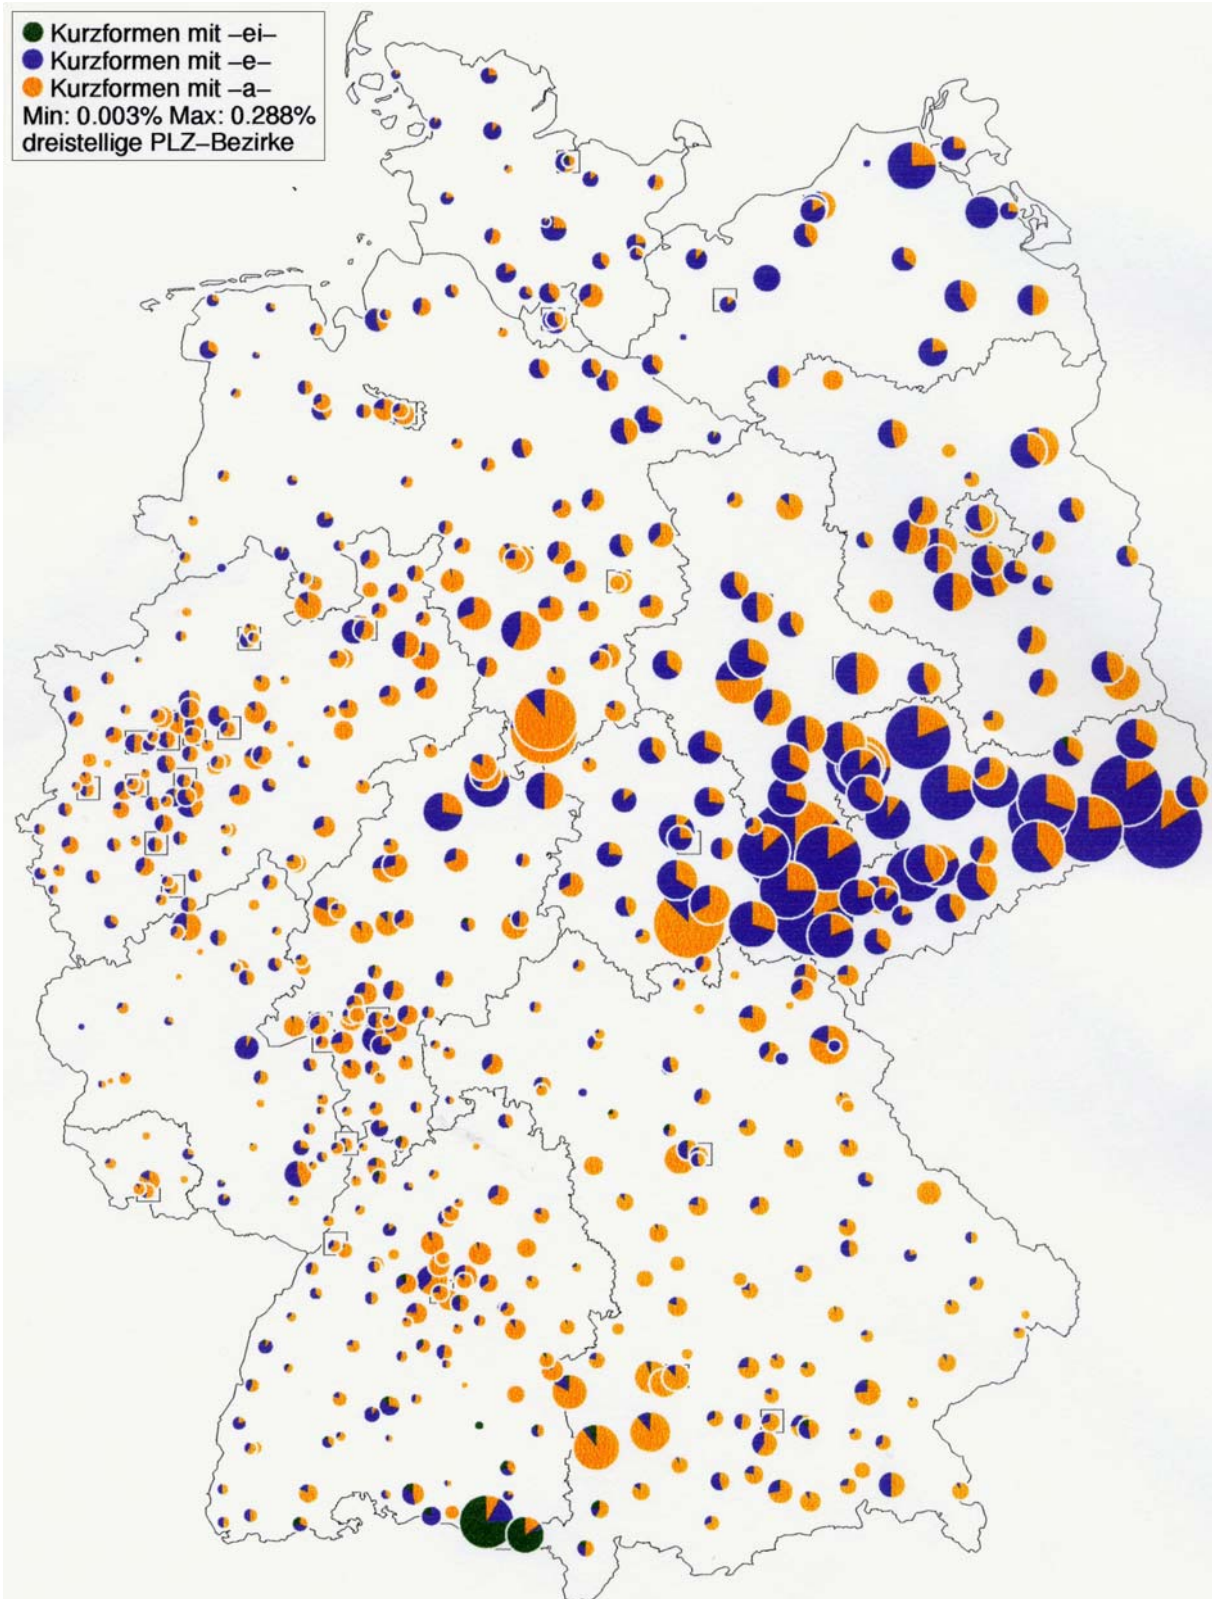 Kurzformen mit –ei–
Kurzformen mit –e–
Kurzformen mit –a–
Min: 0.003% Max: 0.288%
dreistellige PLZ–Bezirke